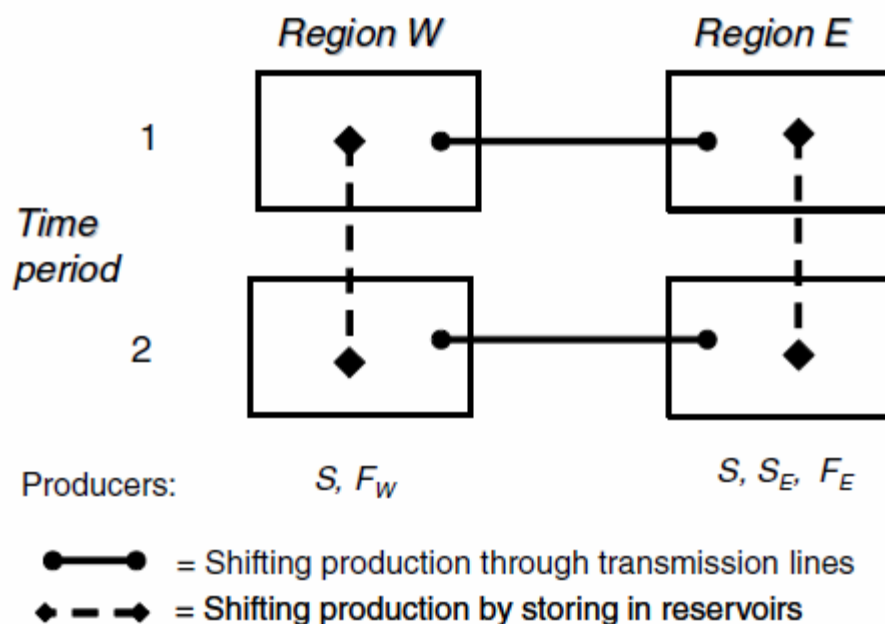 Region W Region E
1
Time
period
2
Producers: S, F_W S, S_E, F_E
= Shifting production through transmission lines
= Shifting production by storing in reservoirs